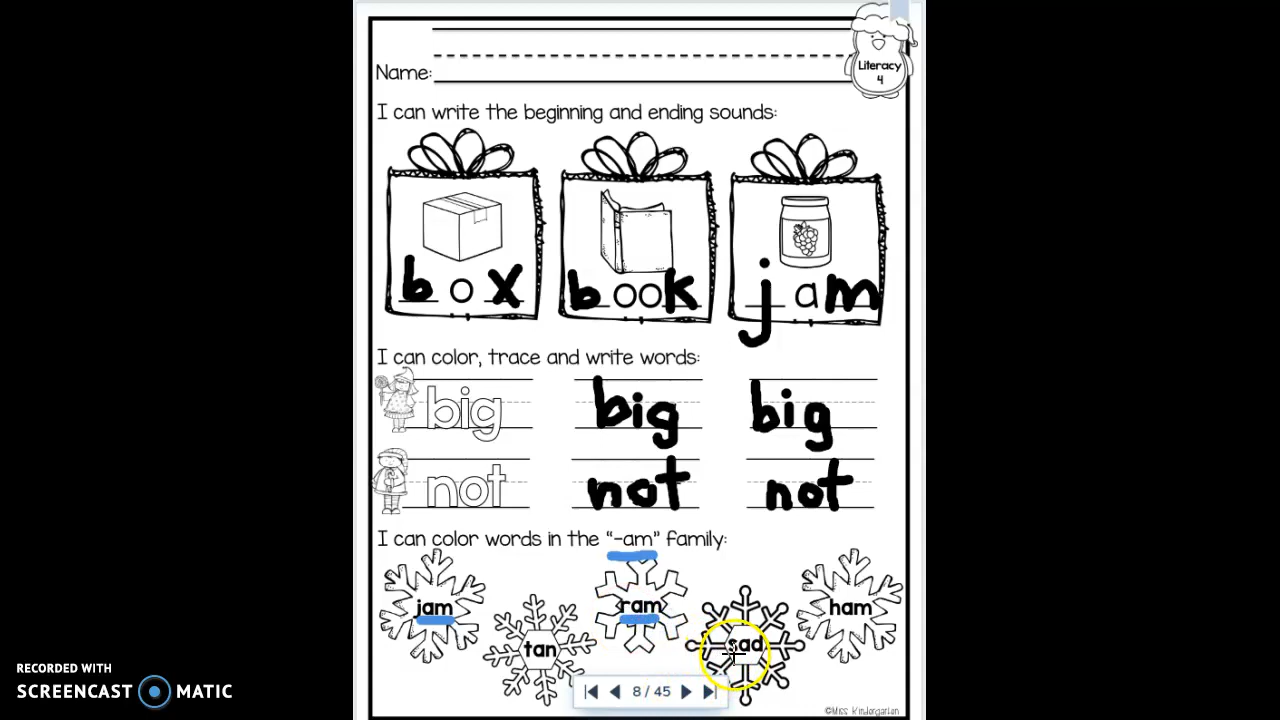 Literacy
4
Name:
I can write the beginning and ending sounds:
box book jam
I can color, trace and write words:
big big big
not not not
I can color words in the "-am" family:
jam tan ram sad ham
RECORDED WITH
SCREENCAST MATIC
8 / 45
©Miss Kindergarten